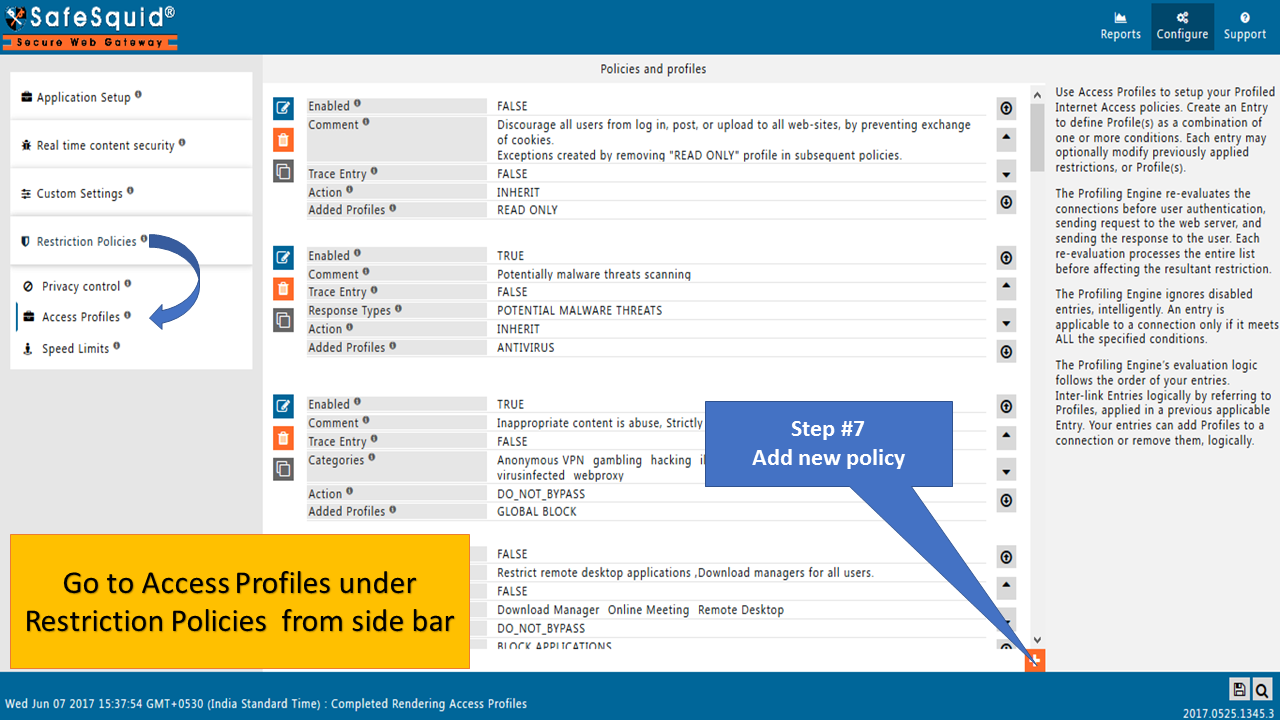 SafeSquid®
Secure Web Gateway
Reports
Configure
Support
Application Setup
Real time content security
Custom Settings
Restriction Policies
Privacy control
Access Profiles
Speed Limits
Policies and profiles
Enabled FALSE
Comment Discourage all users from log in, post, or upload to all web-sites, by preventing exchange
of cookies.
Exceptions created by removing "READ ONLY" profile in subsequent policies.
Trace Entry FALSE
Action INHERIT
Added Profiles READ ONLY
Enabled TRUE
Comment Potentially malware threats scanning
Trace Entry FALSE
Response Types POTENTIAL MALWARE THREATS
Action INHERIT
Added Profiles ANTIVIRUS
Enabled TRUE
Comment Inappropriate content is abuse, Strictly
Trace Entry FALSE
Categories Anonymous VPN gambling hacking
virusinfected webproxy
Action DO_NOT_BYPASS
Added Profiles GLOBAL BLOCK
FALSE
Restrict remote desktop applications ,Download managers for all users.
FALSE
Download Manager Online Meeting Remote Desktop
DO_NOT_BYPASS
BLOCK APPLICATIONS
Step #7
Add new policy
Go to Access Profiles under
Restriction Policies from side bar
Use Access Profiles to setup your Profiled
Internet Access policies. Create an Entry
to define Profile(s) as a combination of
one or more conditions. Each entry may
optionally modify previously applied
restrictions, or Profile(s).
The Profiling Engine re-evaluates the
connections before user authentication,
sending request to the web server, and
sending the response to the user. Each
re-evaluation processes the entire list
before affecting the resultant restriction.
The Profiling Engine ignores disabled
entries, intelligently. An entry is
applicable to a connection only if it meets
ALL the specified conditions.
The Profiling Engine's evaluation logic
follows the order of your entries.
Inter-link Entries logically by referring to
Profiles, applied in a previous applicable
Entry. Your entries can add Profiles to a
connection or remove them, logically.
Wed Jun 07 2017 15:37:54 GMT+0530 (India Standard Time) : Completed Rendering Access Profiles
2017.0525.1345.3